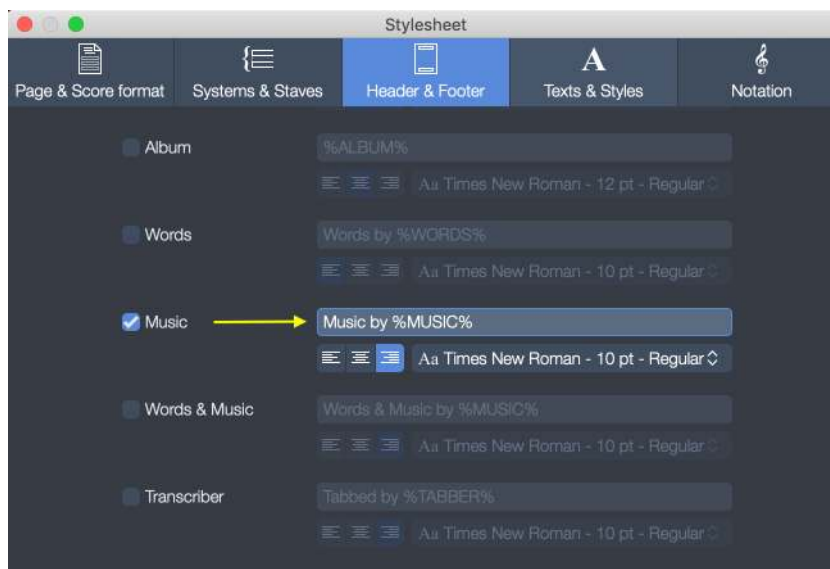 Stylesheet
Page & Score format Systems & Staves Header & Footer Texts & Styles Notation
Album %ALBUM%
Aa Times New Roman - 12 pt - Regular
Words Words by %WORDS%
Aa Times New Roman - 10 pt - Regular
Music Music by %MUSIC%
Aa Times New Roman - 10 pt - Regular
Words & Music Words & Music by %MUSIC%
Aa Times New Roman - 10 pt - Regular
Transcriber Tabbed by %TABBER%
Aa Times New Roman - 10 pt - Regular